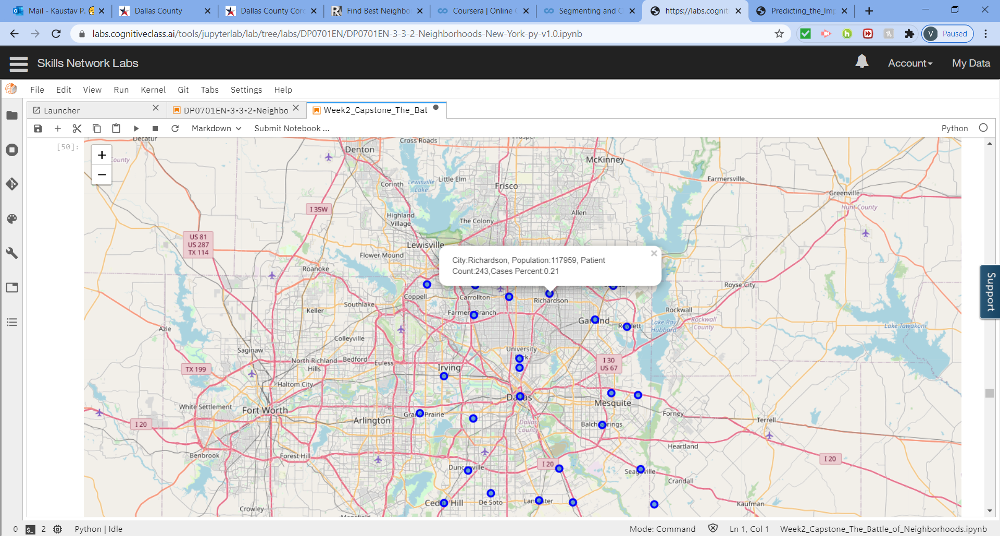 Mail - Kaustav P.
Dallas County
Dallas County Cor
Find Best Neighbo
Coursera | Online
Segmenting and C
https://labs.cogniti
Predicting_the_Imp
labs.cognitiveclass.ai/tools/jupyterlab/lab/tree/labs/DP0701EN/DP0701EN-3-3-2-Neighborhoods-New-York-py-v1.0.ipynb
V Paused
Skills Network Labs
Account
My Data
File Edit View Run Kernel Git Tabs Settings Help
Launcher
DP0701EN-3-3-2-Neighbo
Week2_Capstone_The_Bat
Markdown
Submit Notebook ...
Python
[50]:
+
−
Decatur
Cross Roads
Prosper
Denton
McKinney
County
Little Elm
Farmersville
Corinth
Lewisville
Lake
Frisco
Greenville
Hunt County
I 35W
Highland
Village
Allen
The Colony
US 81
US 287
TX 114
Lewisville
Flower Mound
City:Richardson, Population:117959, Patient
Count:243,Cases Percent:0.21
Roanoke
Royse City
Coppell
Carrollton
Richardson
Southlake
Keller
Farmers Branch
Rockwall
Garland
Rockwall
County
Lake Ray
Hubbard
Lake Tawakoni
Azle
Colleyville
Saginaw
University
North Richland
Hills
Bedford
Euless
I 30
US 67
TX 199
Irving
Haltom City
Dallas
White Settlement
Fort Worth
Mesquite
Arlington
Grand Prairie
Forney
Terrell
I 20
Dallas
County
Balch Springs
Heartland
Benbrook
Forest Hill
I 20
I 20
Duncanville
Seagoville
Crandall
Cedar Hill
De Soto
Lancaster
Kaufman
Crowley
Mansfield
Support
0
2
Python | Idle
Mode: Command
Ln 1, Col 1
Week2_Capstone_The_Battle_of_Neighborhoods.ipynb